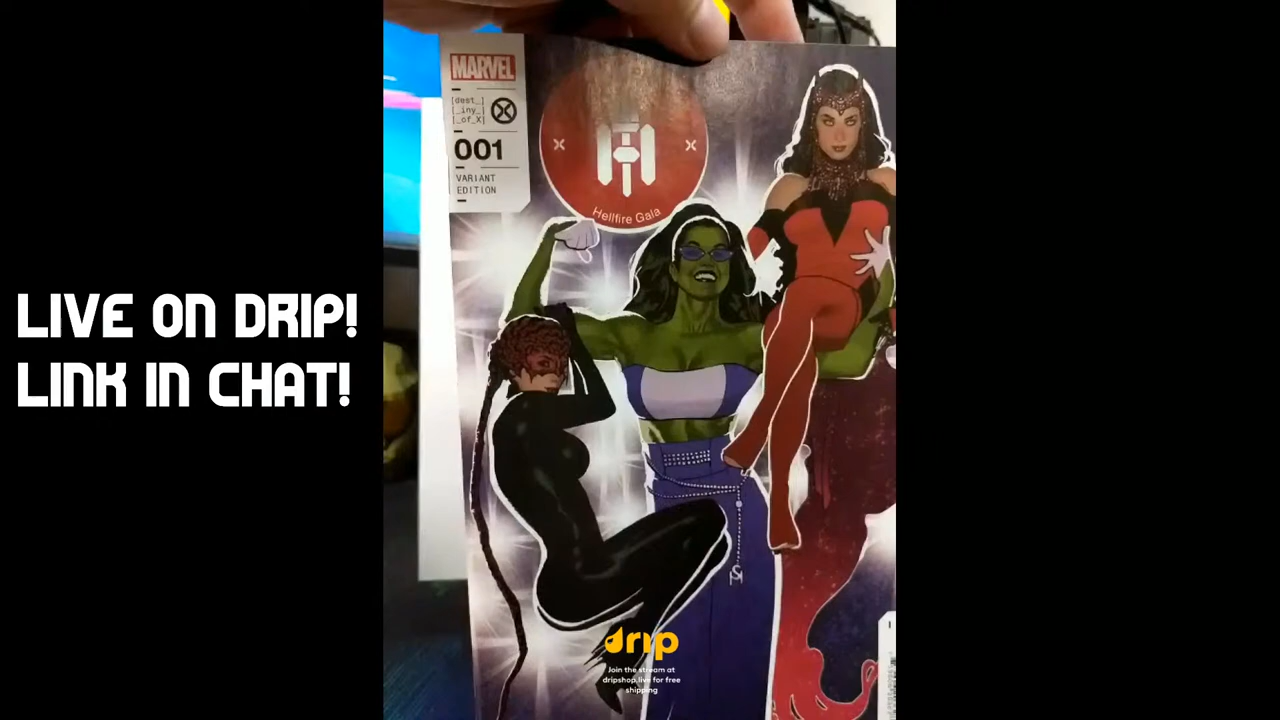 LIVE ON DRIP!
LINK IN CHAT!
MARVEL
[dest_]
[_iny_]
[_of_X]
001
VARIANT
EDITION
Hellfire Gala
drip
Join the stream at
dripshop.live for free
shipping